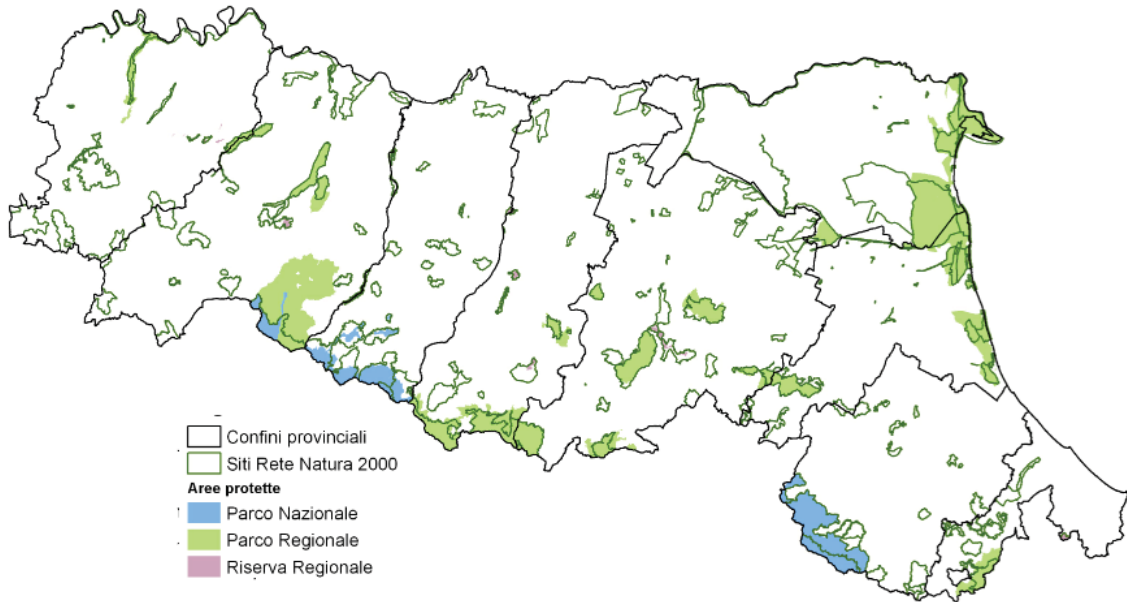 Confini provinciali
Siti Rete Natura 2000
Aree protette
Parco Nazionale
Parco Regionale
Riserva Regionale